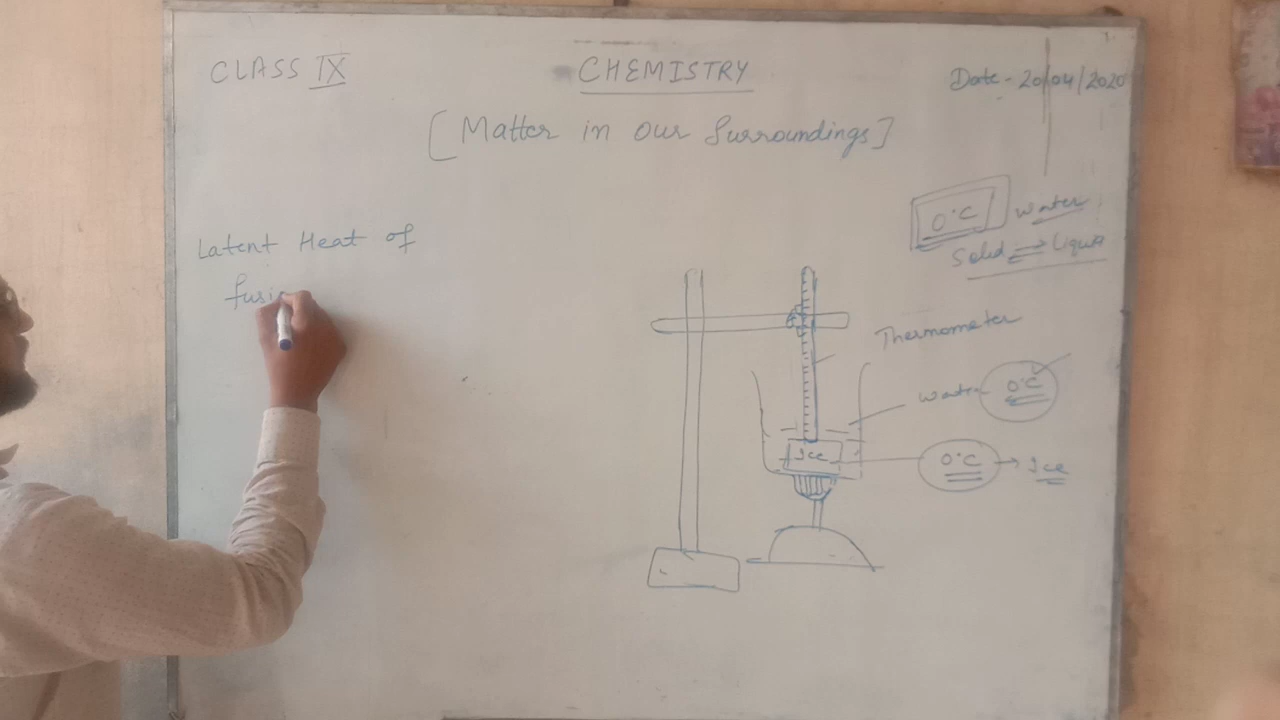 CLASS IX
CHEMISTRY
Date - 20/04/2020
[Matter in our Surroundings]
Latent Heat of
fusi
0°C
water
Solid ⇒ Liquid
Thermometer
water 0°C
Ice
0°C → Ice